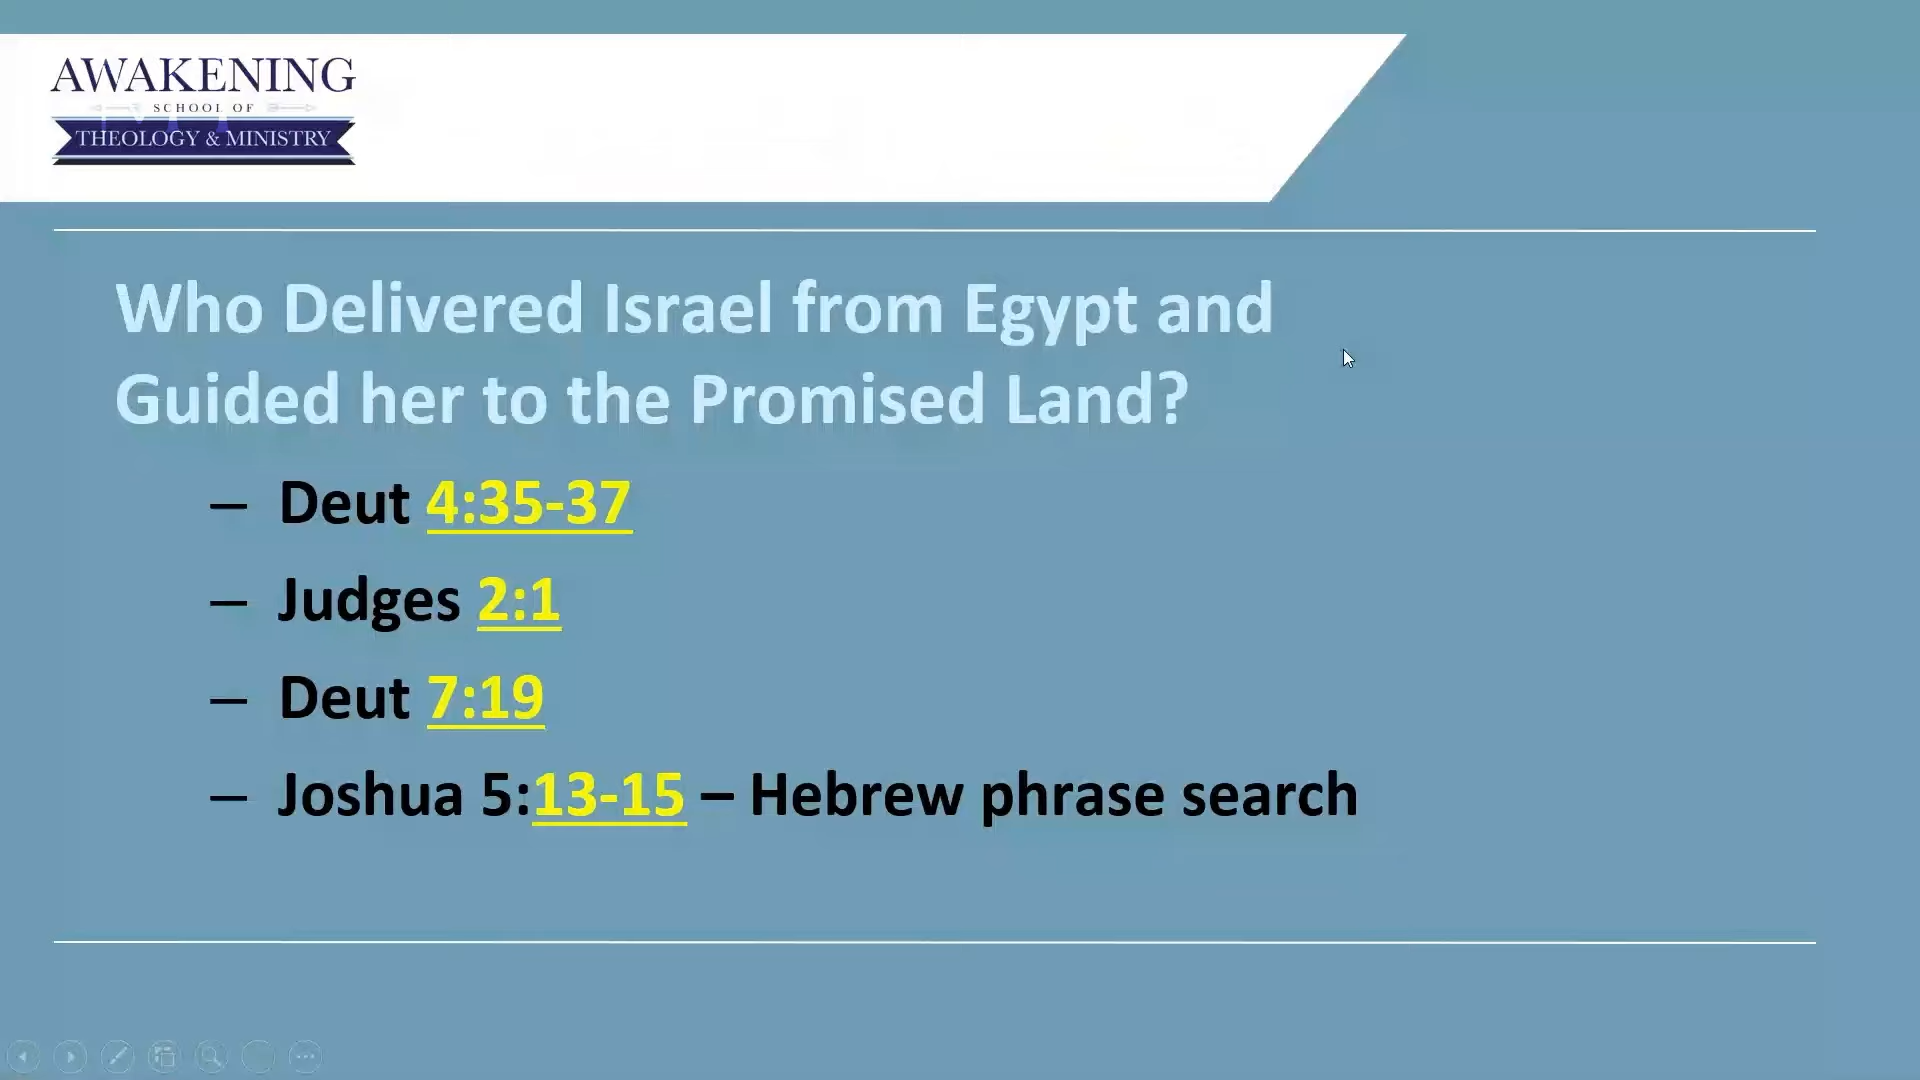 AWAKENING
SCHOOL OF
THEOLOGY & MINISTRY
Who Delivered Israel from Egypt and
Guided her to the Promised Land?
– Deut 4:35-37
– Judges 2:1
– Deut 7:19
– Joshua 5:13-15 – Hebrew phrase search